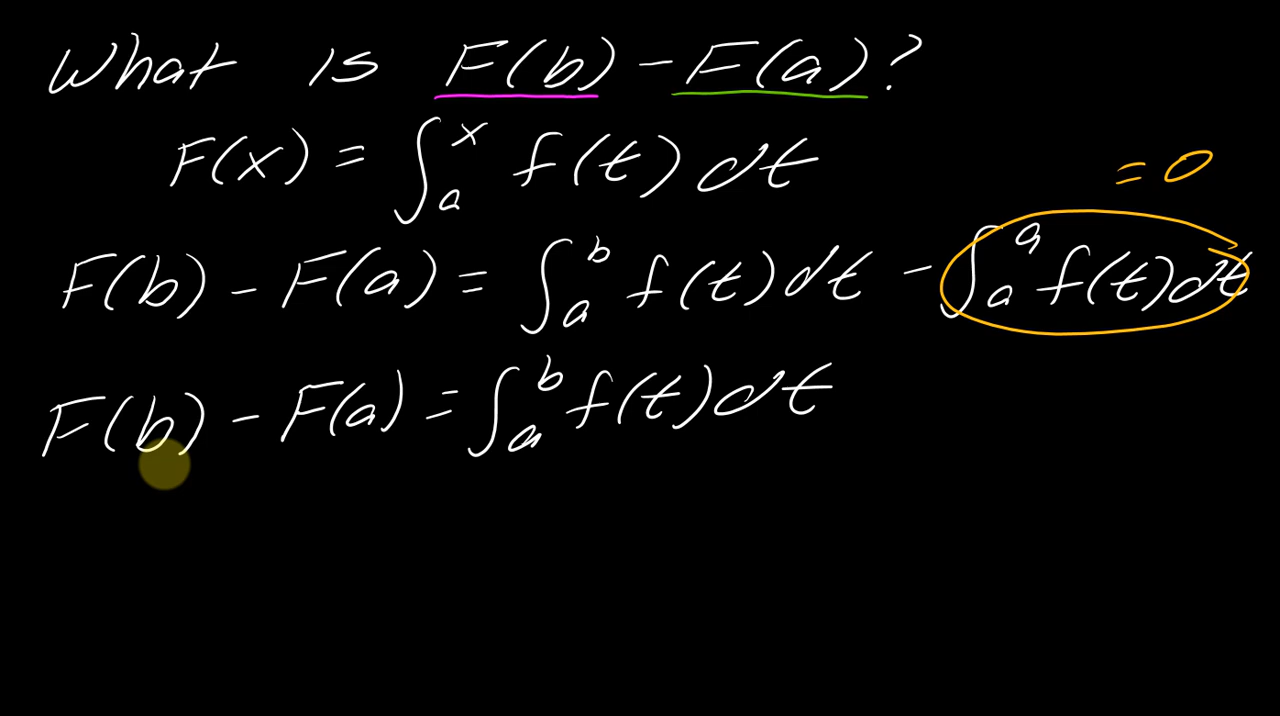 What is F(b) - F(a)?
F(x) = ∫ₐˣ f(t) dt
= 0
F(b) - F(a) = ∫ₐᵇ f(t) dt - ∫ₐᵃ f(t) dt
F(b) - F(a) = ∫ₐᵇ f(t) dt